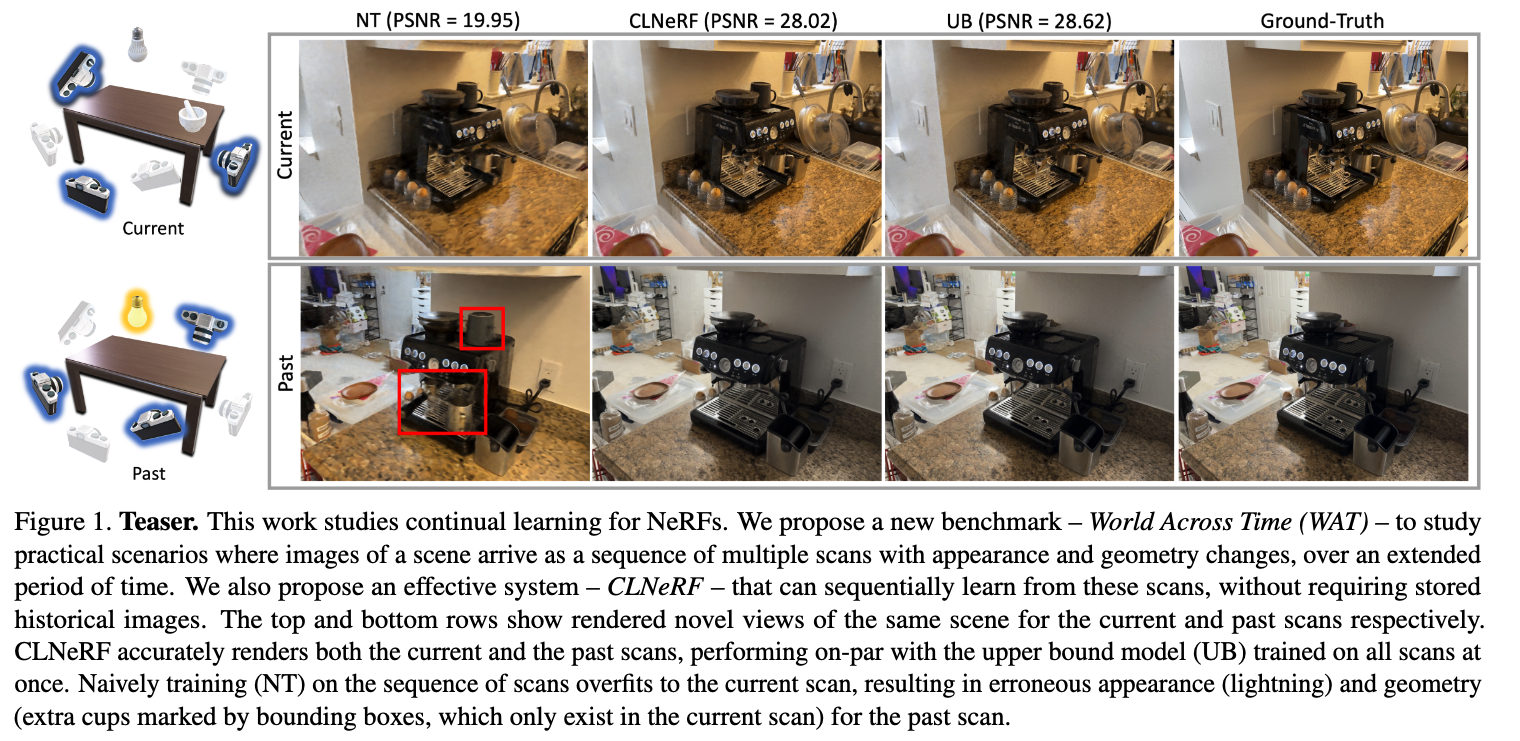 NT (PSNR = 19.95)
CLNeRF (PSNR = 28.02)
UB (PSNR = 28.62)
Ground-Truth
Current
Current
Past
Past
Figure 1. Teaser. This work studies continual learning for NeRFs. We propose a new benchmark – World Across Time (WAT) – to study
practical scenarios where images of a scene arrive as a sequence of multiple scans with appearance and geometry changes, over an extended
period of time. We also propose an effective system – CLNeRF – that can sequentially learn from these scans, without requiring stored
historical images. The top and bottom rows show rendered novel views of the same scene for the current and past scans respectively.
CLNeRF accurately renders both the current and the past scans, performing on-par with the upper bound model (UB) trained on all scans at
once. Naively training (NT) on the sequence of scans overfits to the current scan, resulting in erroneous appearance (lightning) and geometry
(extra cups marked by bounding boxes, which only exist in the current scan) for the past scan.